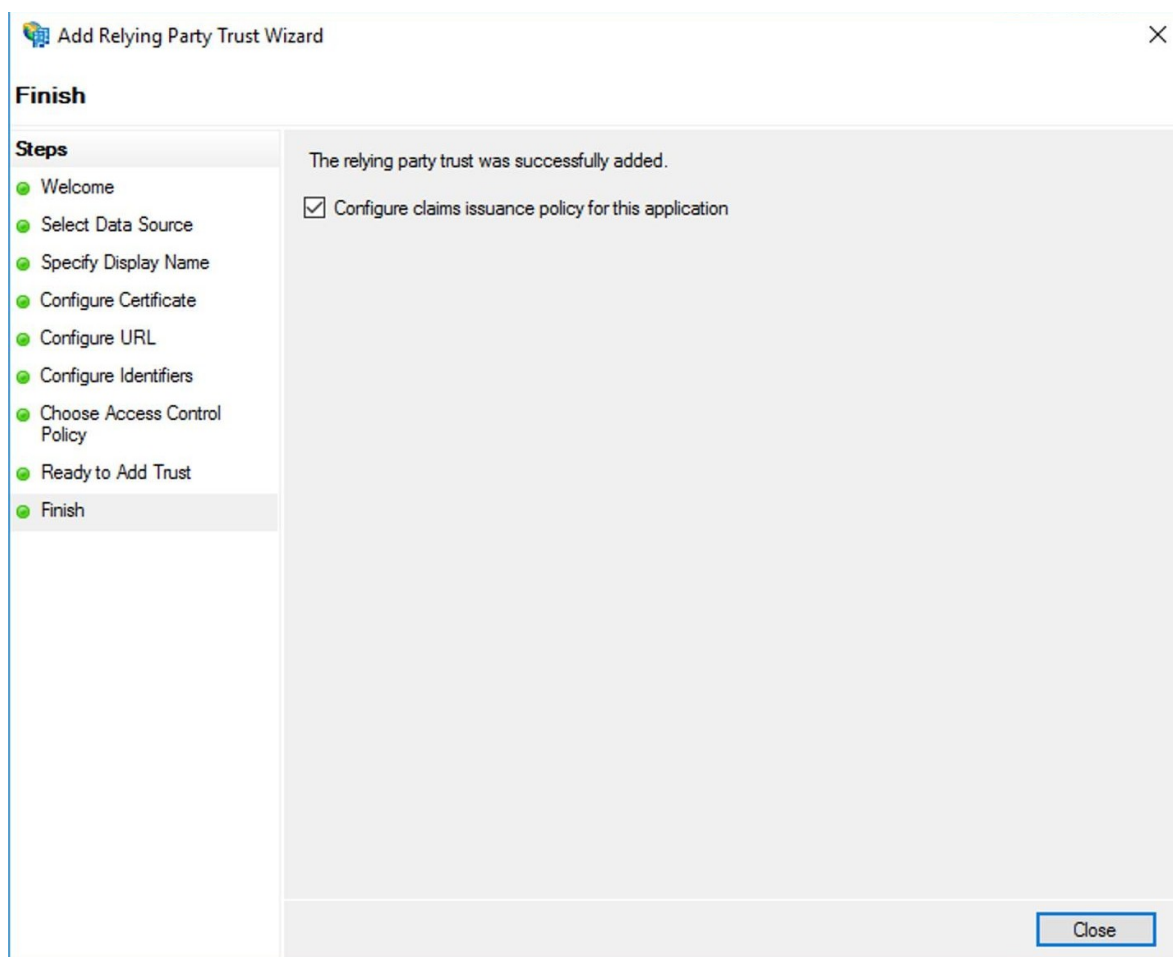 Add Relying Party Trust Wizard
Finish
Steps
Welcome
Select Data Source
Specify Display Name
Configure Certificate
Configure URL
Configure Identifiers
Choose Access Control
Policy
Ready to Add Trust
Finish
The relying party trust was successfully added.
Configure claims issuance policy for this application
Close